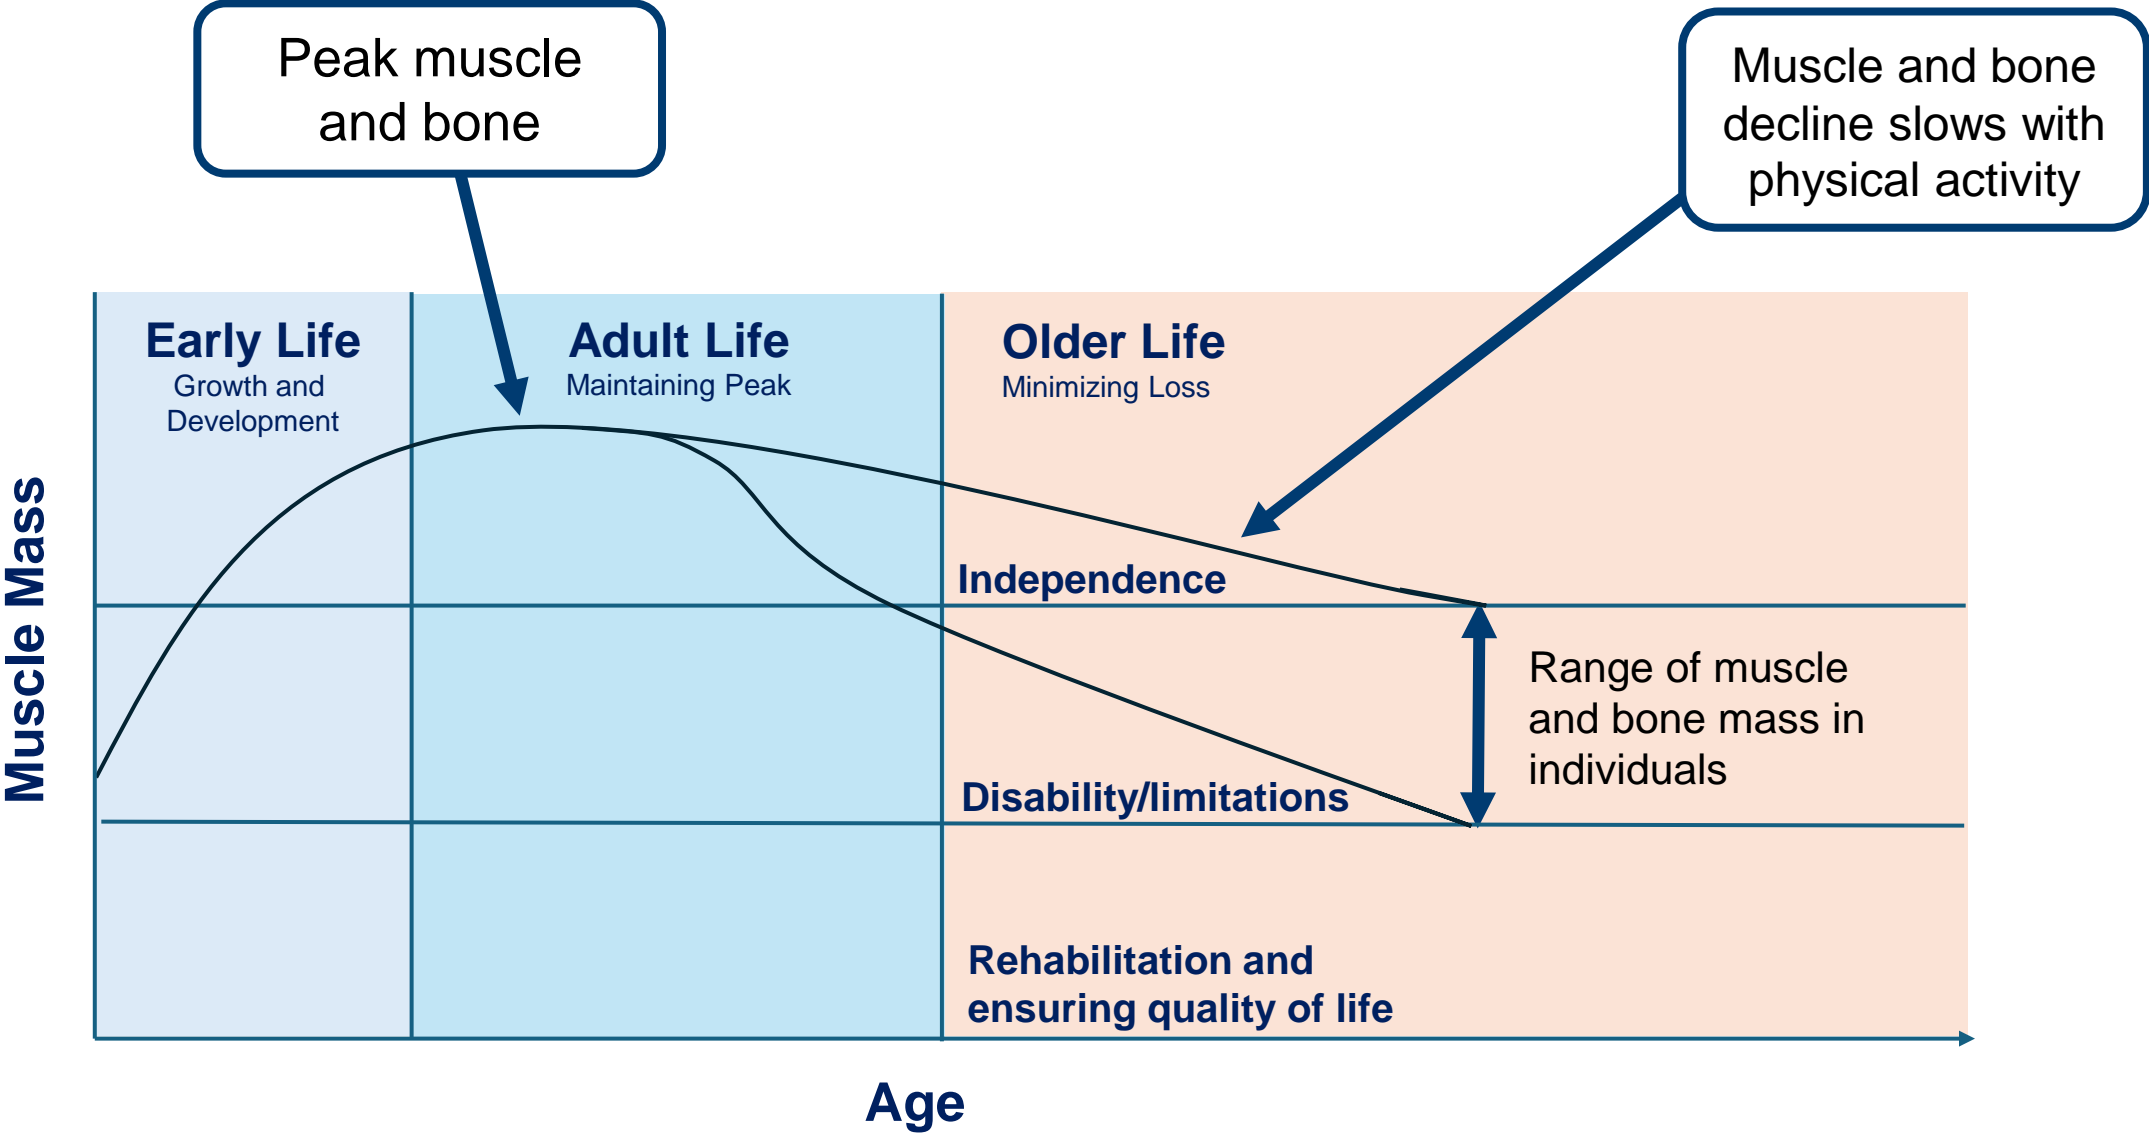 Peak muscle
and bone
Muscle and bone
decline slows with
physical activity
Early Life
Growth and
Development
Adult Life
Maintaining Peak
Older Life
Minimizing Loss
Muscle Mass
Independence
Range of muscle
and bone mass in
individuals
Disability/limitations
Rehabilitation and
ensuring quality of life
Age